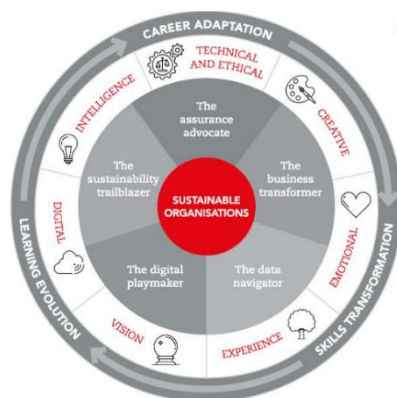 CAREER ADAPTATION
TECHNICAL
AND ETHICAL
CREATIVE
EMOTIONAL
SKILLS TRANSFORMATION
EXPERIENCE
VISION
LEARNING EVOLUTION
DIGITAL
INTELLIGENCE
The
assurance
advocate
The
business
transformer
The data
navigator
The digital
playmaker
The
sustainability
trailblazer
SUSTAINABLE
ORGANISATIONS